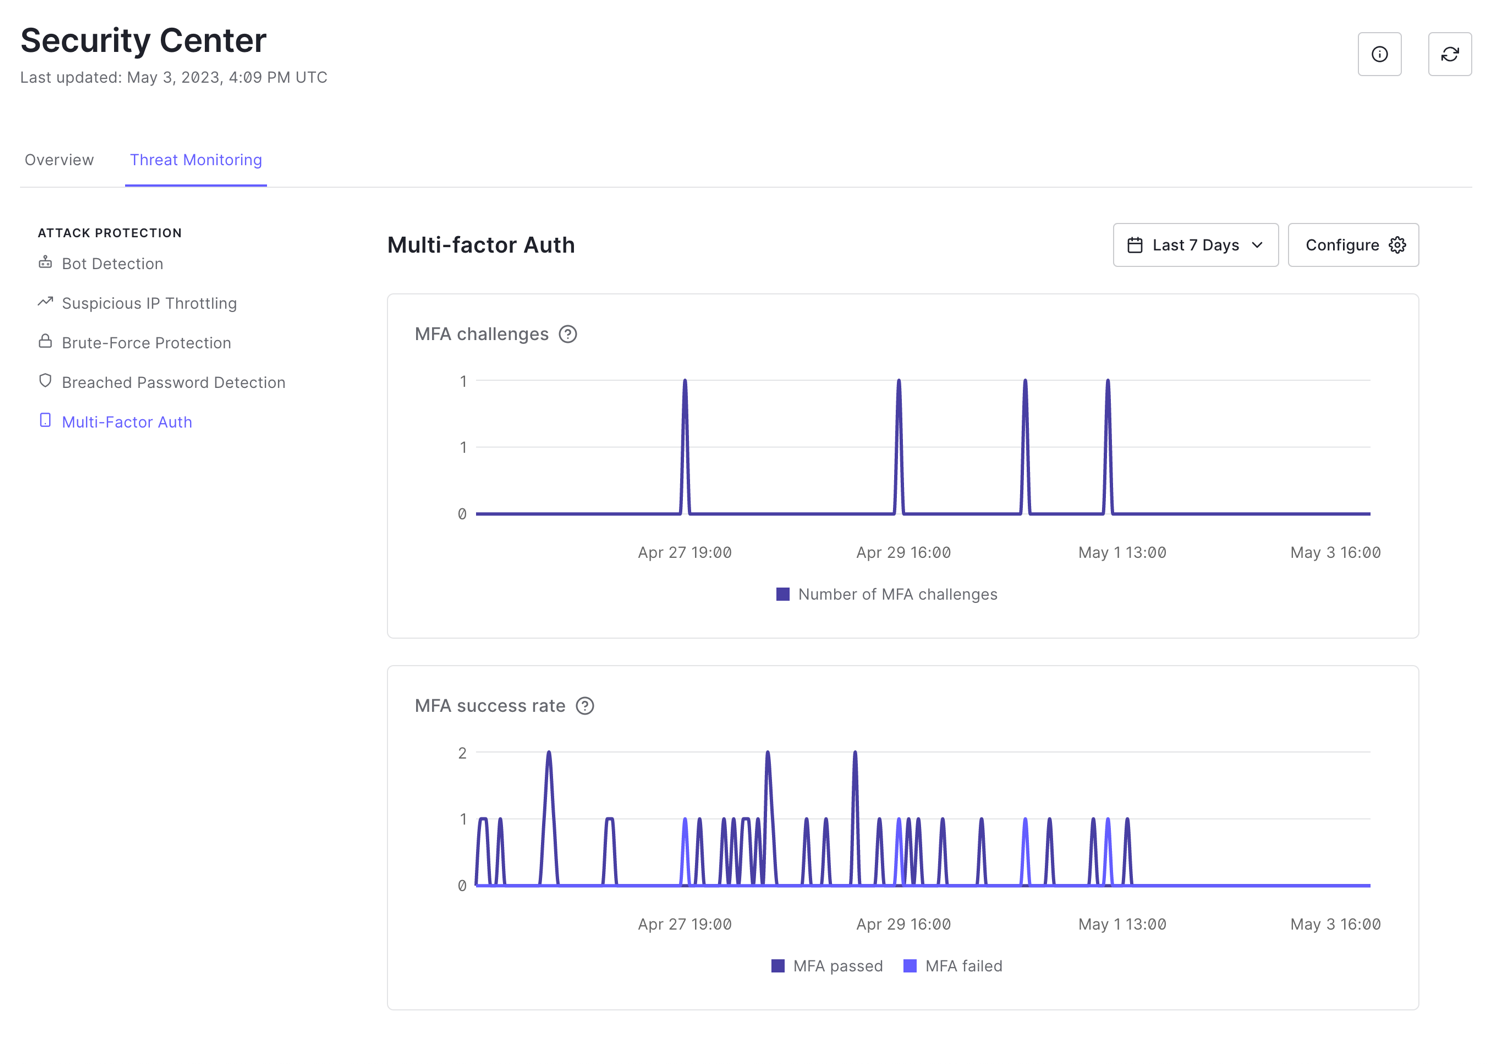 Security Center
Last updated: May 3, 2023, 4:09 PM UTC
Overview
Threat Monitoring
ATTACK PROTECTION
Bot Detection
Suspicious IP Throttling
Brute-Force Protection
Breached Password Detection
Multi-Factor Auth
Multi-factor Auth
Last 7 Days
Configure
MFA challenges
1
1
0
Apr 27 19:00
Apr 29 16:00
May 1 13:00
May 3 16:00
Number of MFA challenges
MFA success rate
2
1
0
Apr 27 19:00
Apr 29 16:00
May 1 13:00
May 3 16:00
MFA passed
MFA failed